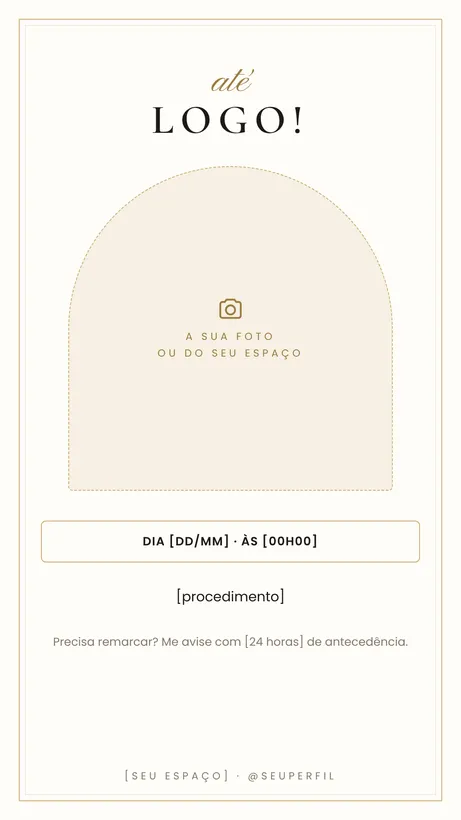 até
LOGO!
A SUA FOTO
OU DO SEU ESPAÇO
DIA [DD/MM] · ÀS [00H00]
[procedimento]
Precisa remarcar? Me avise com [24 horas] de antecedência.
[SEU ESPAÇO] · @SEUPERFIL